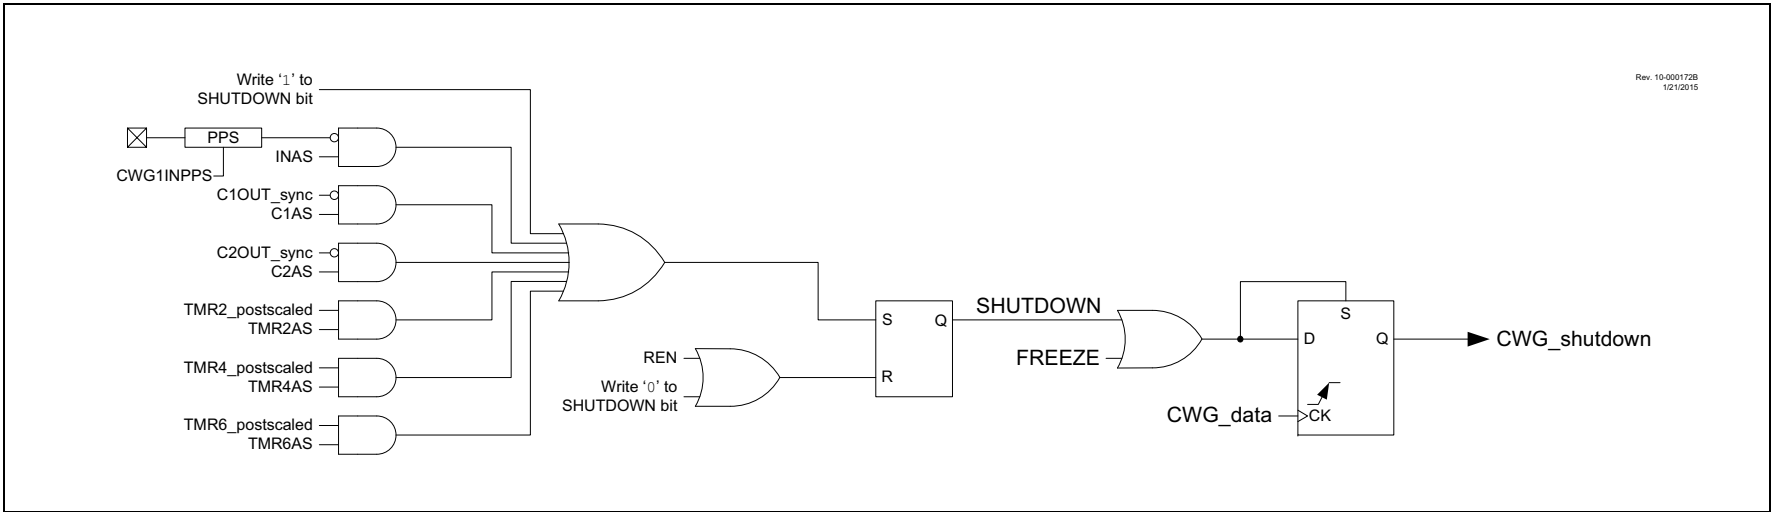 Write ‘1’ to
SHUTDOWN bit
Rev. 10-000172B
1/21/2015
PPS
INAS
CWG1INPPS
C1OUT_sync
C1AS
C2OUT_sync
C2AS
TMR2_postscaled
TMR2AS
TMR4_postscaled
TMR4AS
TMR6_postscaled
TMR6AS
REN
Write ‘0’ to
SHUTDOWN bit
S
Q
R
SHUTDOWN
FREEZE
S
D
Q
CK
CWG_data
CWG_shutdown